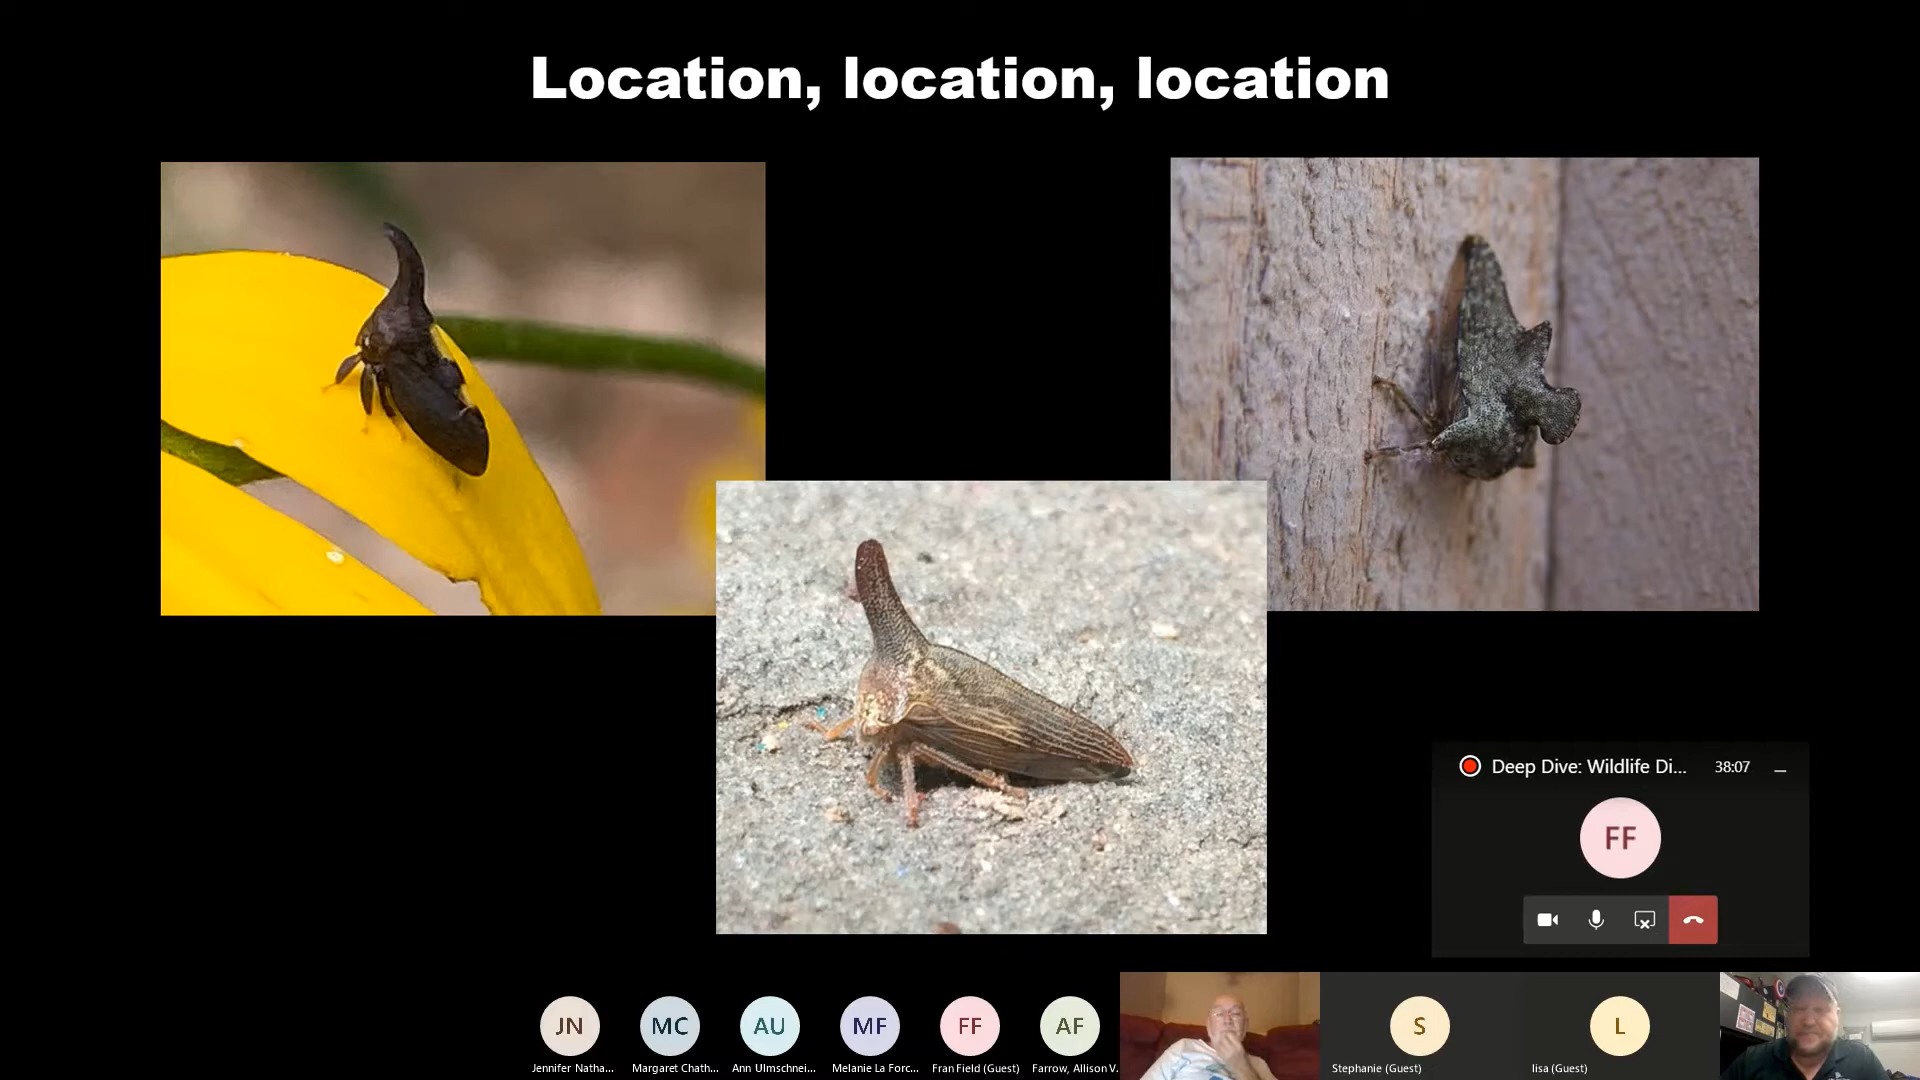 Location, location, location
Deep Dive: Wildlife Di... 38:07
FF
JN
MC
AU
MF
FF
AF
S
L
Jennifer Natha...
Margaret Chath...
Ann Ulmschnei...
Melanie La Forc...
Fran Field (Guest)
Farrow, Allison V.
Stephanie (Guest)
lisa (Guest)